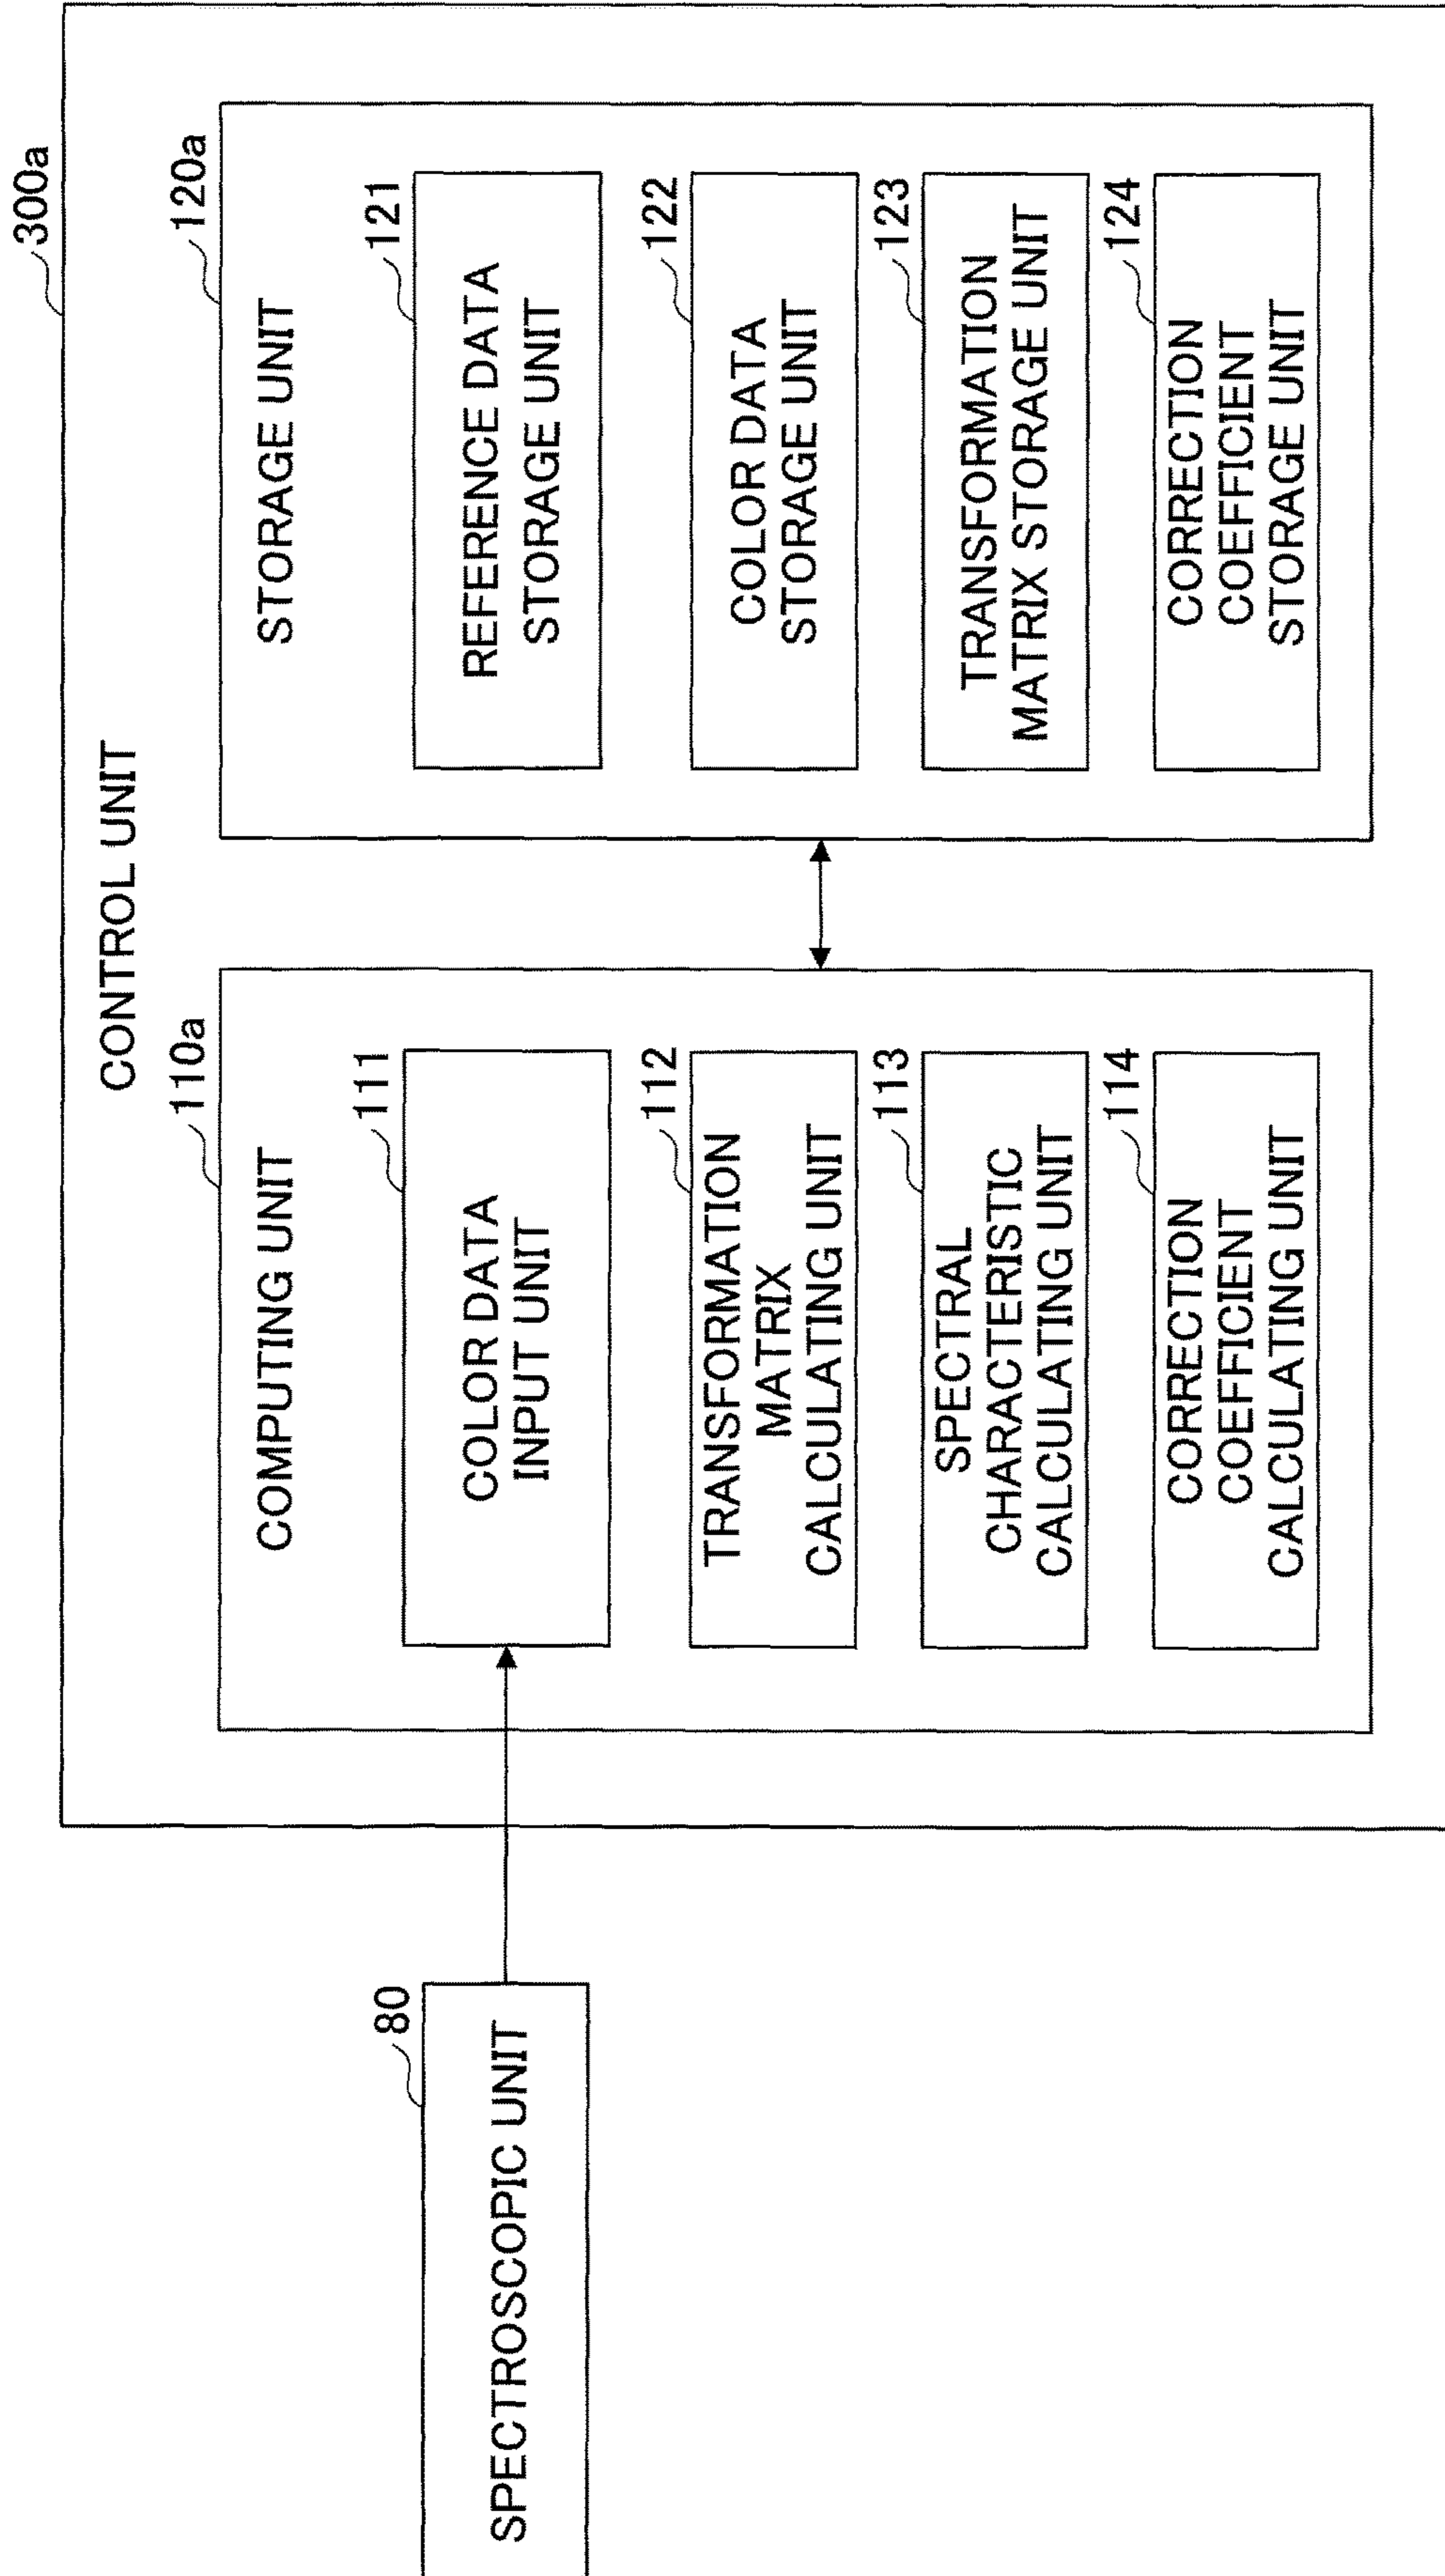 300a
CONTROL UNIT
80
SPECTROSCOPIC UNIT
110a
COMPUTING UNIT
111
COLOR DATA
INPUT UNIT
112
TRANSFORMATION
MATRIX
CALCULATING UNIT
113
SPECTRAL
CHARACTERISTIC
CALCULATING UNIT
114
CORRECTION
COEFFICIENT
CALCULATING UNIT
120a
STORAGE UNIT
121
REFERENCE DATA
STORAGE UNIT
122
COLOR DATA
STORAGE UNIT
123
TRANSFORMATION
MATRIX STORAGE UNIT
124
CORRECTION
COEFFICIENT
STORAGE UNIT